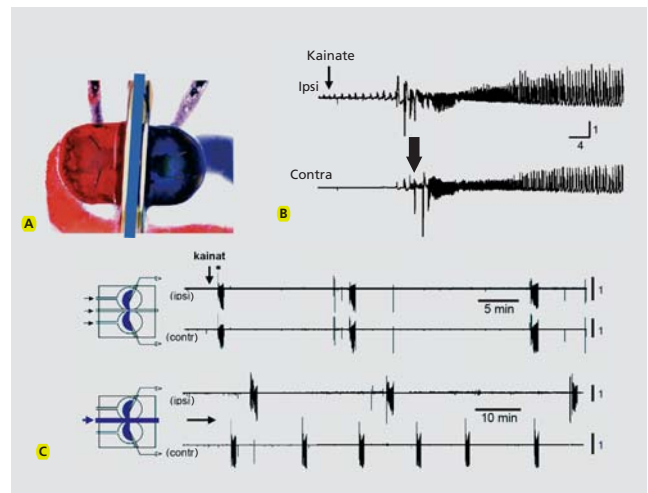 Kainate
Ipsi
1
4
Contra
A
B
kainat
*
(ipsi)
1
5 min
(contr)
1
(ipsi)
1
10 min
(contr)
1
C